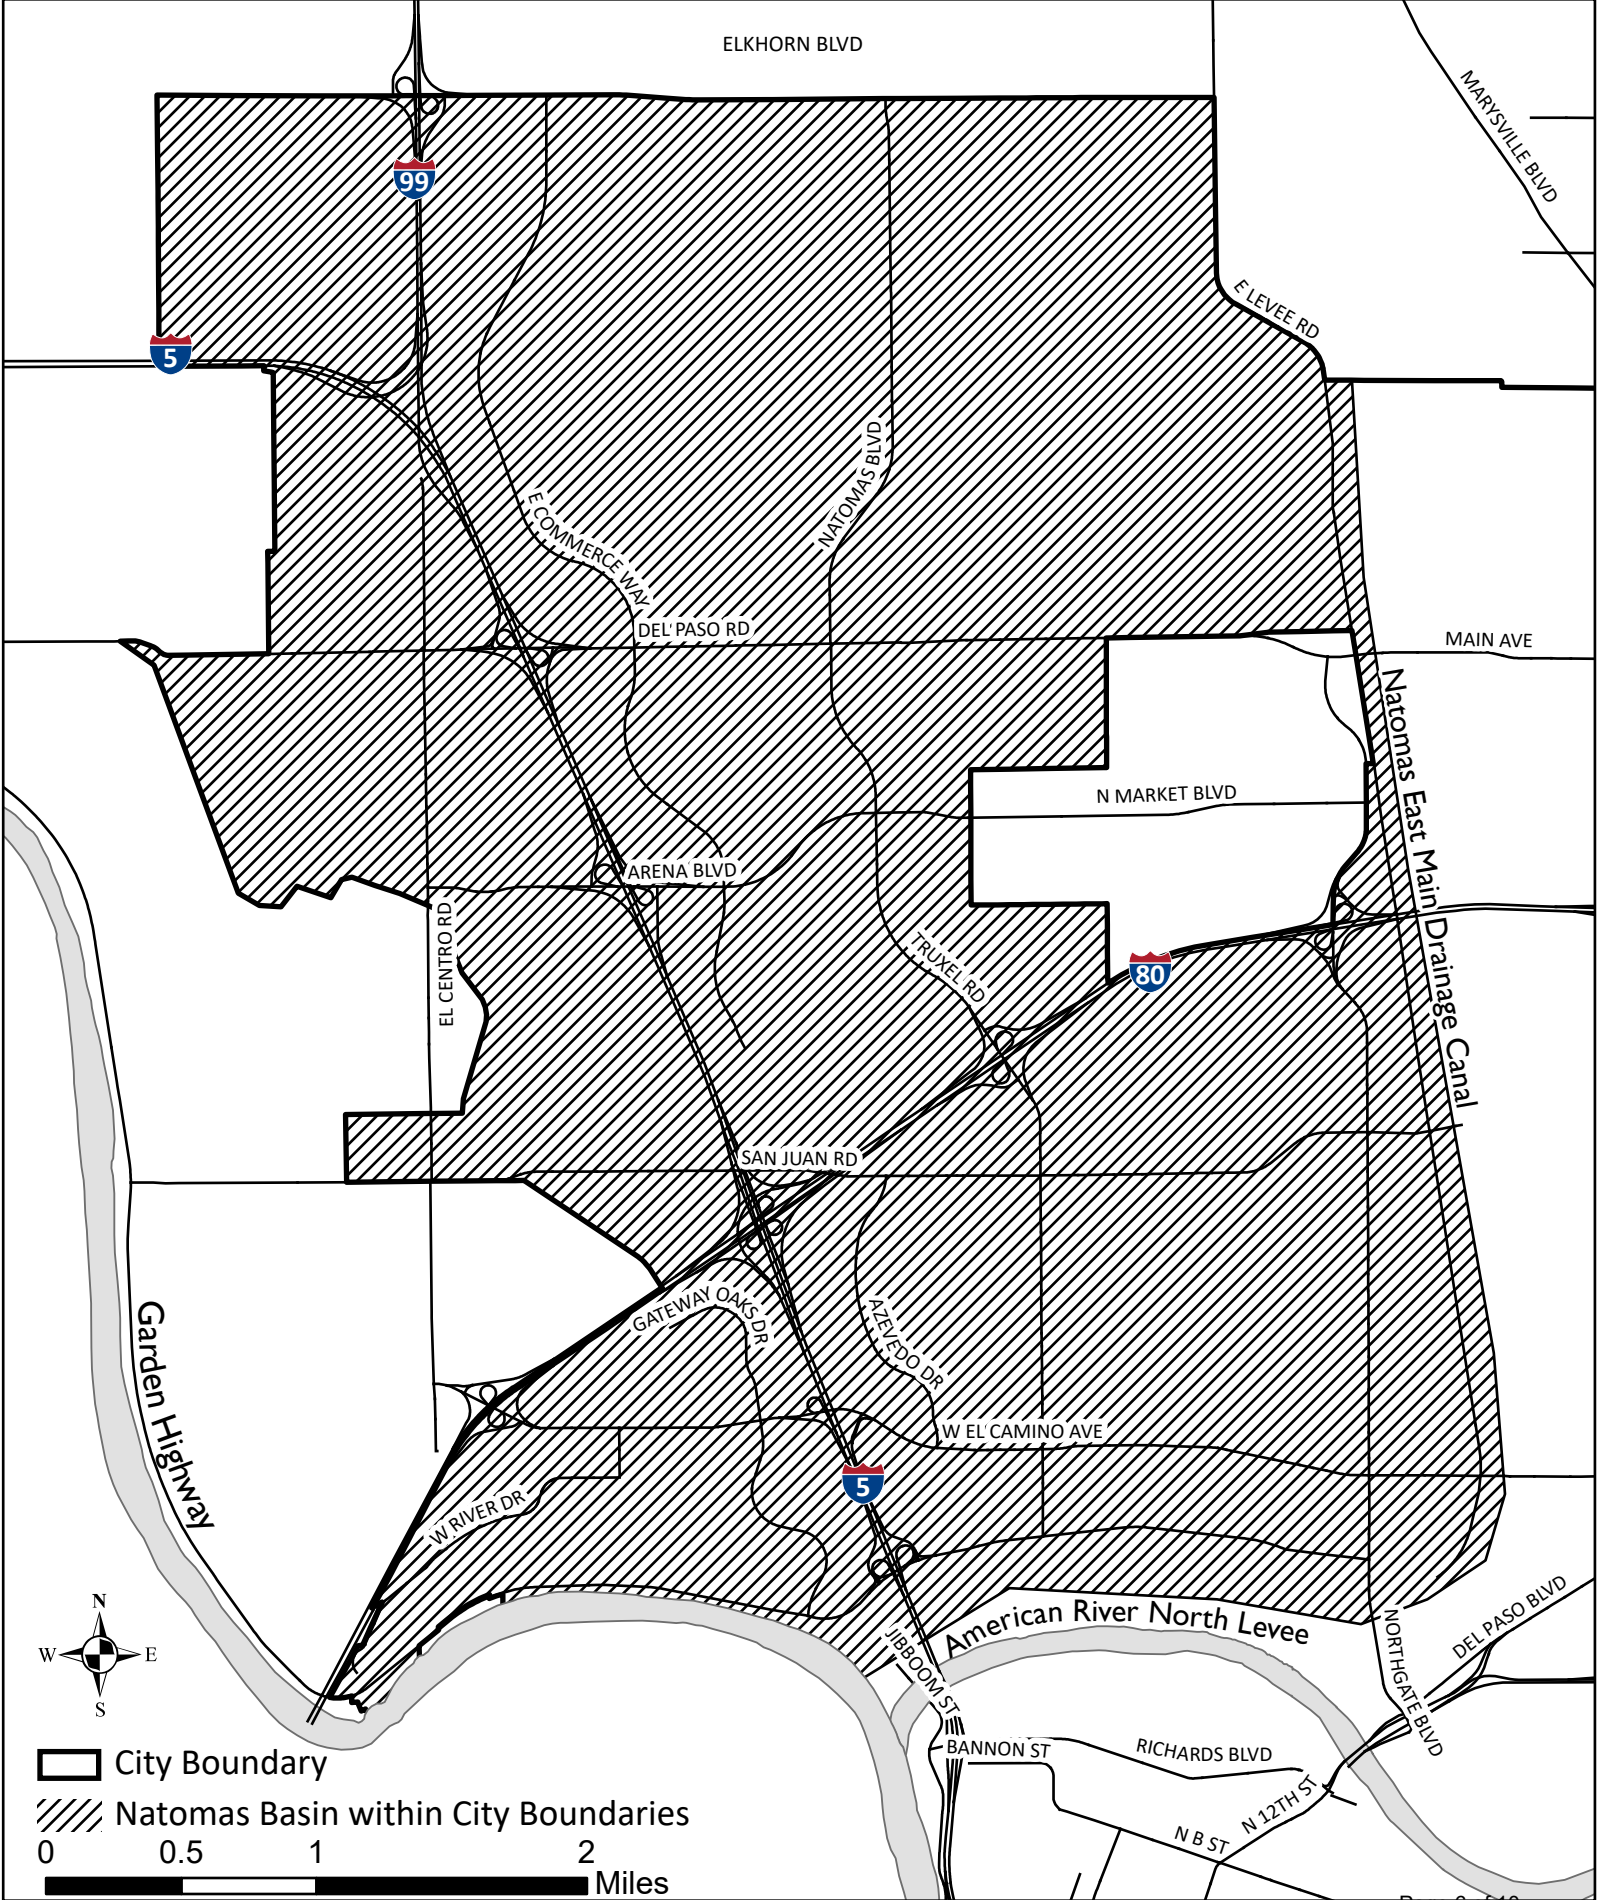 ELKHORN BLVD
MARYSVILLE BLVD
99
E LEVEE RD
5
NATOMAS BLVD
E COMMERCE WAY
DEL PASO RD
MAIN AVE
Natomas East Main Drainage Canal
N MARKET BLVD
ARENA BLVD
EL CENTRO RD
TRUXEL RD
80
SAN JUAN RD
GATEWAY OAKS DR
AZEVEDO DR
Garden Highway
W EL CAMINO AVE
5
W RIVER DR
American River North Levee
JIBBOOM ST
NORTHGATE BLVD
DEL PASO BLVD
N
W E
S
BANNON ST
RICHARDS BLVD
N 12TH ST
N B ST
City Boundary
Natomas Basin within City Boundaries
0 0.5 1 2
Miles